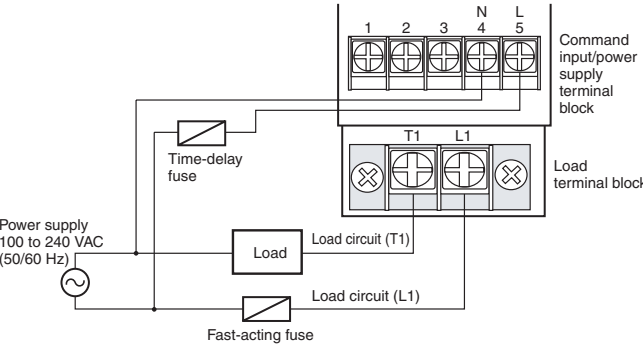 N L
1 2 3 4 5
Command
input/power
supply
terminal
block
T1 L1
Load
terminal block
Time-delay
fuse
Power supply
100 to 240 VAC
(50/60 Hz)
Load
Load circuit (T1)
Load circuit (L1)
Fast-acting fuse